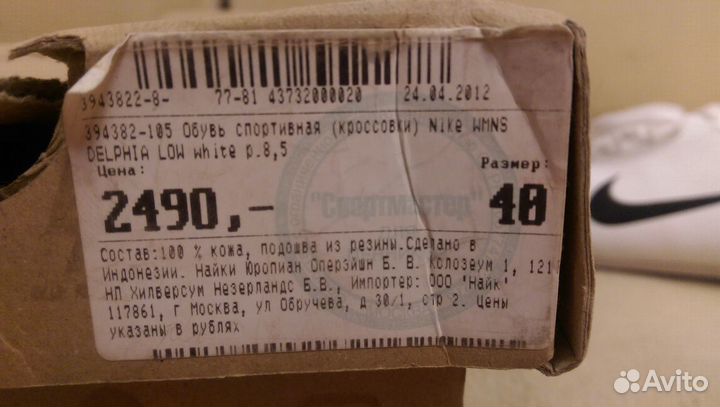 3943822-8- 77-81 43732000020 24.04.2012
394382-105 Обувь спортивная (кроссовки) Nike WMNS
DELPHIA LOW white р.8,5
Цена: Размер:
2490,- 40
"Спортмастер"
Состав:100 % кожа, подошва из резины.Сделано в
Индонезии. Найки Юропиан Оперэйшн Б. В. Колозеум 1, 121
НП Хилверсум Незерландс Б.В., Импортер: ООО 'Найк'
117861, г Москва, ул Обручева, д 30/1, стр 2. Цены
указаны в рублях
Avito